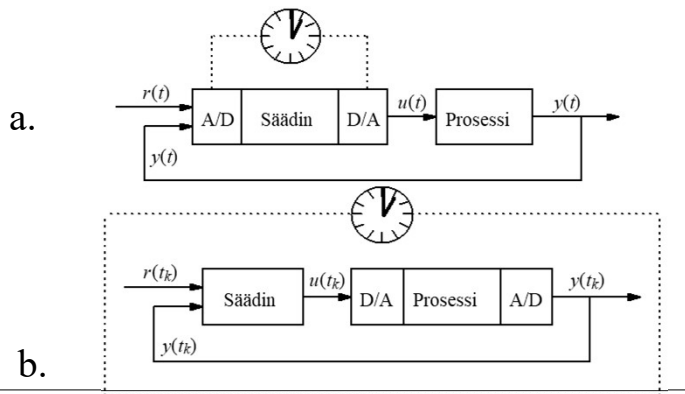 a.
r(t)
A/D Säädin D/A
u(t)
Prosessi
y(t)
y(t)
b.
r(tₖ)
Säädin
u(tₖ)
D/A Prosessi A/D
y(tₖ)
y(tₖ)